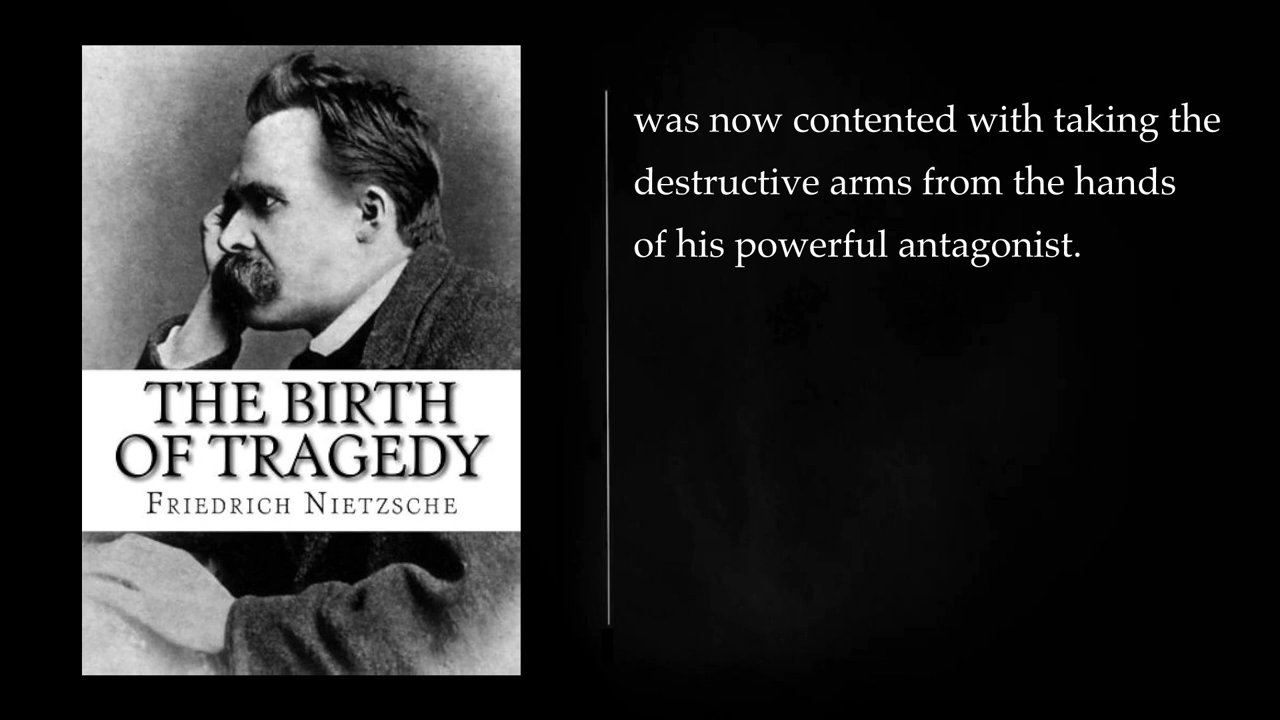 THE BIRTH
OF TRAGEDY
Friedrich Nietzsche
was now contented with taking the
destructive arms from the hands
of his powerful antagonist.